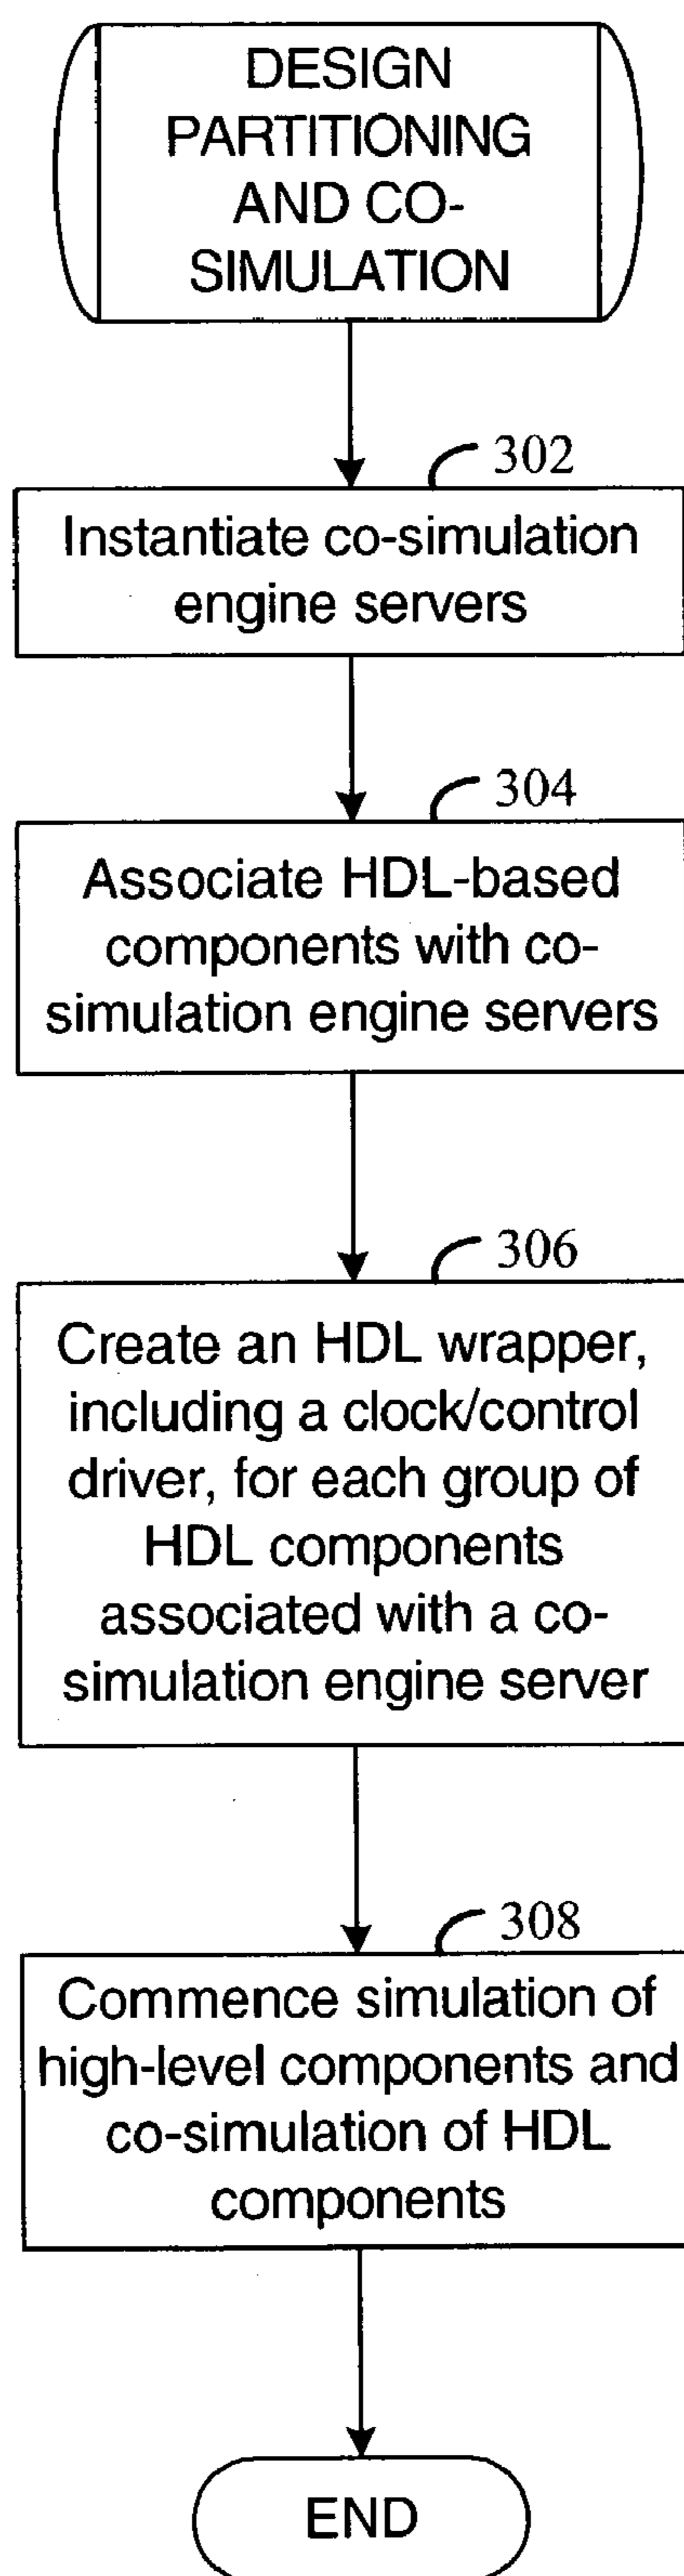 DESIGN
PARTITIONING
AND CO-
SIMULATION
302
Instantiate co-simulation
engine servers
304
Associate HDL-based
components with co-
simulation engine servers
306
Create an HDL wrapper,
including a clock/control
driver, for each group of
HDL components
associated with a co-
simulation engine server
308
Commence simulation of
high-level components and
co-simulation of HDL
components
END